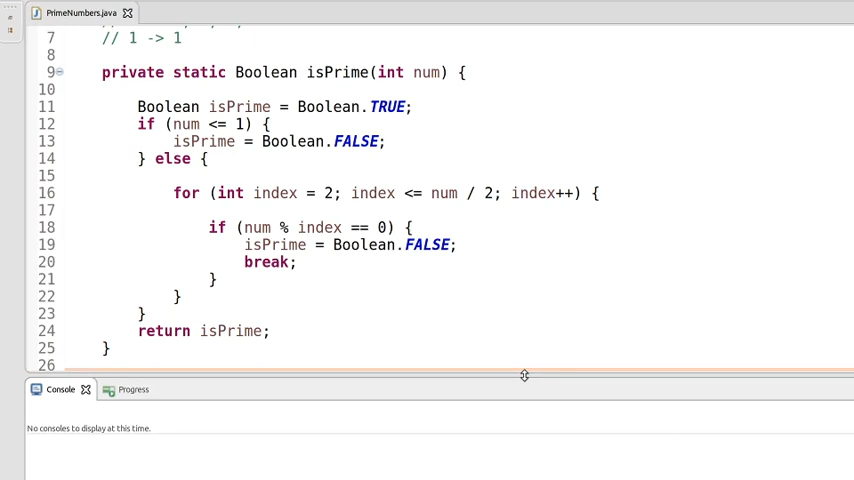 PrimeNumbers.java
7 // 1 -> 1
8
9 private static Boolean isPrime(int num) {
10
11 Boolean isPrime = Boolean.TRUE;
12 if (num <= 1) {
13 isPrime = Boolean.FALSE;
14 } else {
15
16 for (int index = 2; index <= num / 2; index++) {
17
18 if (num % index == 0) {
19 isPrime = Boolean.FALSE;
20 break;
21 }
22 }
23 }
24 return isPrime;
25 }
26
Console Progress
No consoles to display at this time.